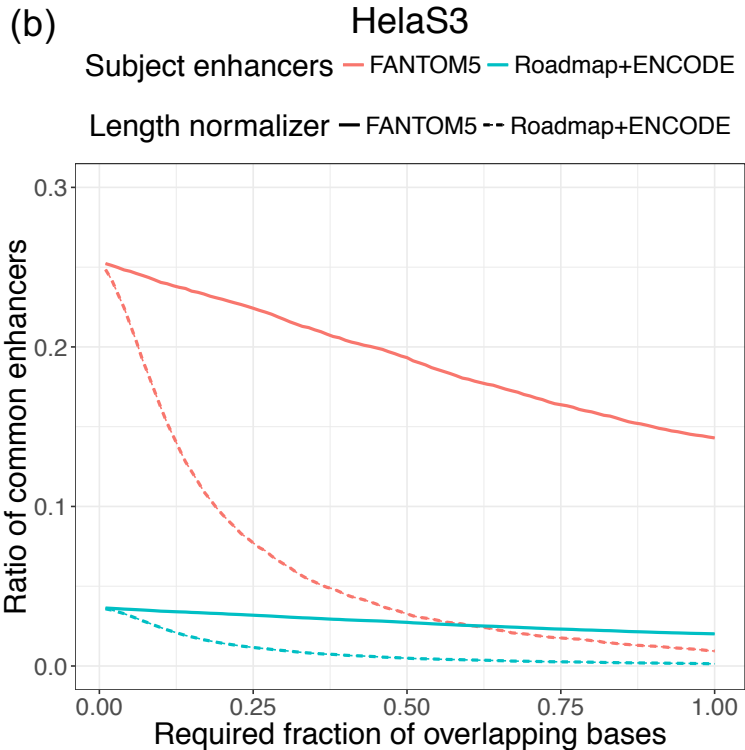 (b) HelaS3
Subject enhancers FANTOM5 Roadmap+ENCODE
Length normalizer FANTOM5 Roadmap+ENCODE
Ratio of common enhancers
0.3
0.2
0.1
0.0
0.00 0.25 0.50 0.75 1.00
Required fraction of overlapping bases